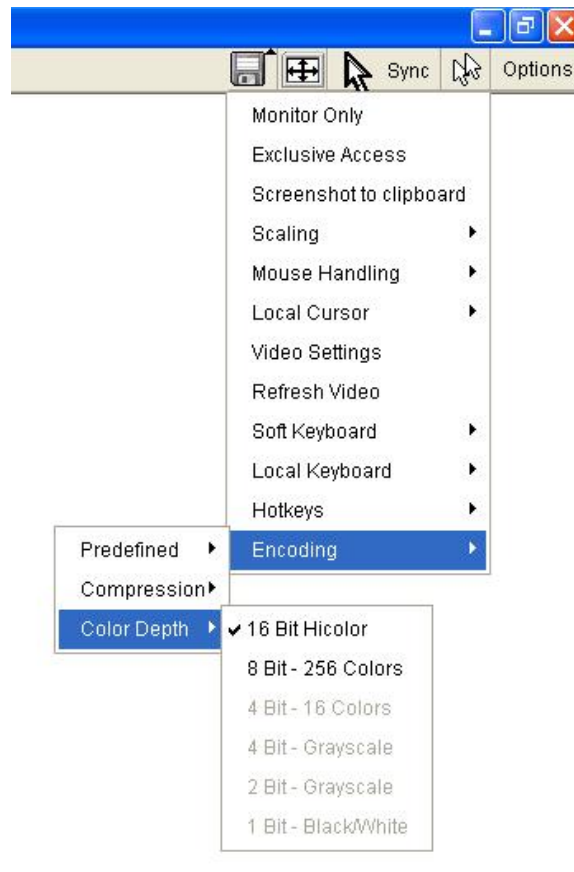 Sync
Options
Monitor Only
Exclusive Access
Screenshot to clipboard
Scaling
Mouse Handling
Local Cursor
Video Settings
Refresh Video
Soft Keyboard
Local Keyboard
Hotkeys
Encoding
Predefined
Compression
Color Depth
16 Bit Hicolor
8 Bit - 256 Colors
4 Bit - 16 Colors
4 Bit - Grayscale
2 Bit - Grayscale
1 Bit - Black/White